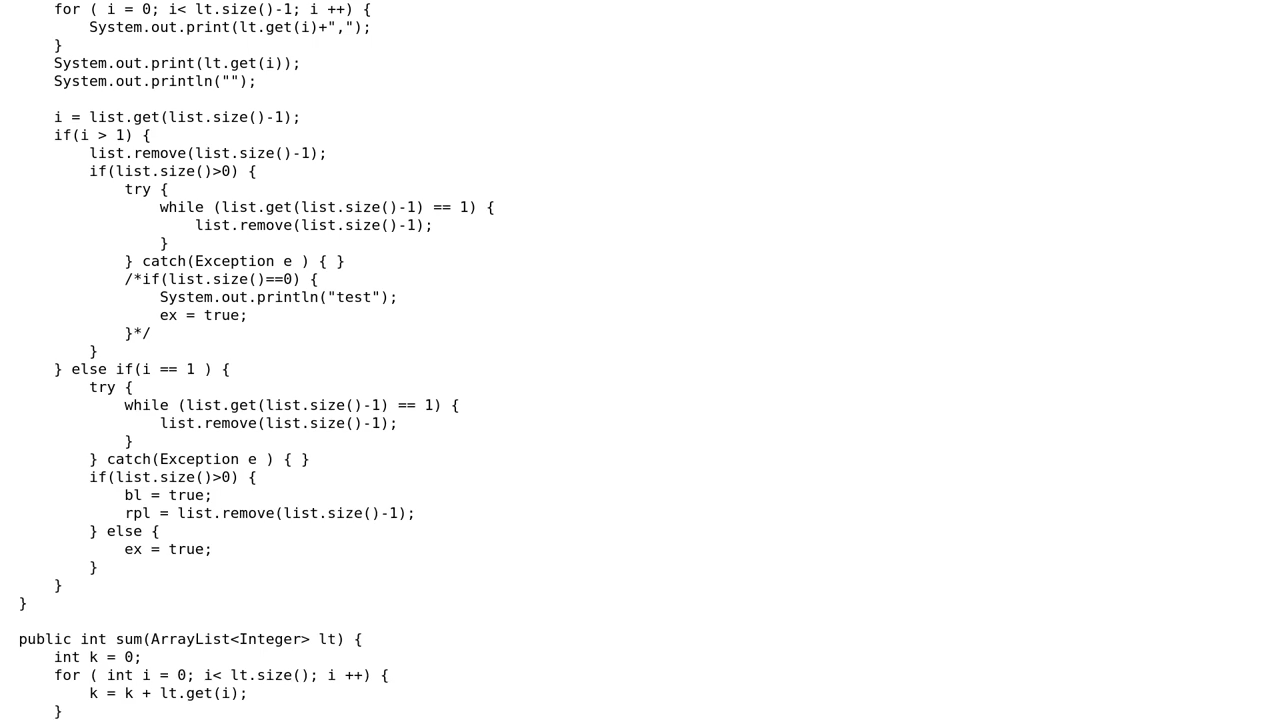 for ( i = 0; i< lt.size()-1; i ++) {
        System.out.print(lt.get(i)+",");
    }
    System.out.print(lt.get(i));
    System.out.println("");

    i = list.get(list.size()-1);
    if(i > 1) {
        list.remove(list.size()-1);
        if(list.size()>0) {
            try {
                while (list.get(list.size()-1) == 1) {
                    list.remove(list.size()-1);
                }
            } catch(Exception e ) { }
            /*if(list.size()==0) {
                System.out.println("test");
                ex = true;
            }*/
        }
    } else if(i == 1 ) {
        try {
            while (list.get(list.size()-1) == 1) {
                list.remove(list.size()-1);
            }
        } catch(Exception e ) { }
        if(list.size()>0) {
            bl = true;
            rpl = list.remove(list.size()-1);
        } else {
            ex = true;
        }
    }
}

public int sum(ArrayList<Integer> lt) {
    int k = 0;
    for ( int i = 0; i< lt.size(); i ++) {
        k = k + lt.get(i);
    }